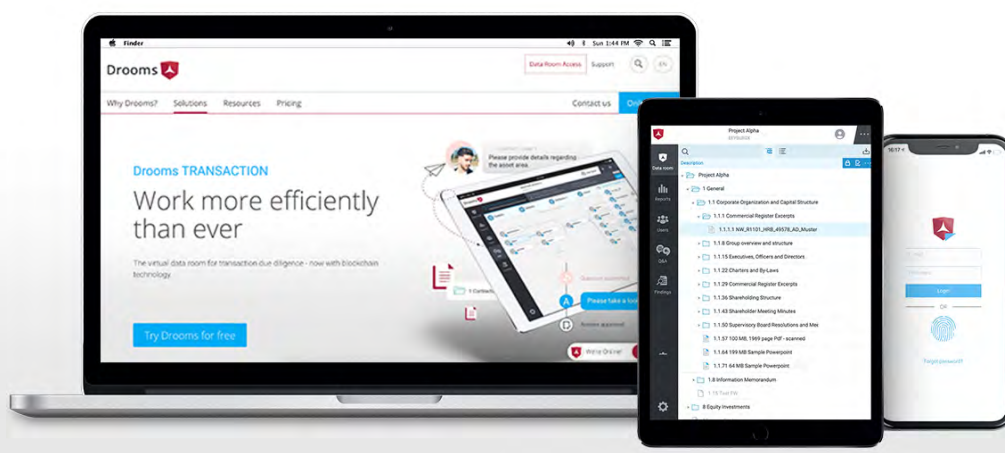 Finder
Sun 1:44 PM
Drooms
Data Room Access
Support
EN
Why Drooms?
Solutions
Resources
Pricing
Contact us
Please provide details regarding
the asset area.
Drooms TRANSACTION
Work more efficiently
than ever
The virtual data room for transaction due diligence - now with blockchain
technology.
Try Drooms for free
1 Contracts
Please take a loo
A
We're Online!
Project Alpha
Data room
Reports
Users
Q&A
Findings
Description
Project Alpha
1 General
1.1 Corporate Organization and Capital Structure
1.1.1 Commercial Register Excerpts
1.1.1.1 NW_R1101_HRB_49578_AD_Muster
1.1.8 Group overview and structure
1.1.15 Executives, Officers and Directors
1.1.22 Charters and By-Laws
1.1.29 Commercial Register Excerpts
1.1.36 Shareholding Structure
1.1.43 Shareholder Meeting Minutes
1.1.50 Supervisory Board Resolutions and Mee
1.1.57 100 MB, 1969 page Pdf - scanned
1.1.64 199 MB Sample Powerpoint
1.1.71 64 MB Sample Powerpoint
1.8 Information Memorandum
8 Equity Investments
16:17
Login
OR
Forgot password?